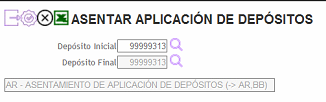 ASENTAR APLICACIÓN DE DEPÓSITOS
Depósito Inicial 99999313
Depósito Final 99999313
AR - ASENTAMIENTO DE APLICACIÓN DE DEPÓSITOS (-> AR,BB)